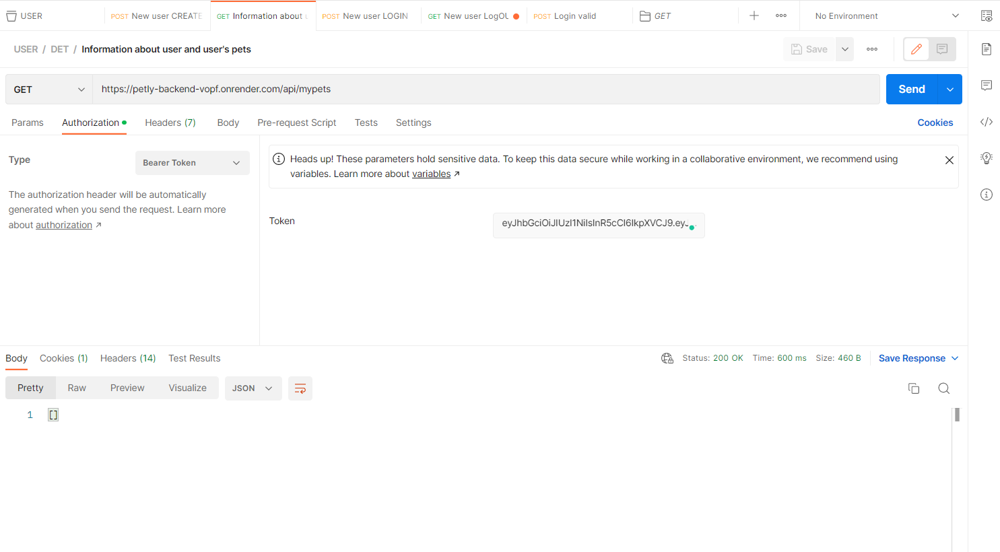 USER
POST New user CREATE
GET Information about
POST New user LOGIN
GET New user LogOU
POST Login valid
GET
No Environment
USER / DET / Information about user and user's pets
Save
GET
https://petly-backend-vopf.onrender.com/api/mypets
Send
Params
Authorization
Headers (7)
Body
Pre-request Script
Tests
Settings
Cookies
Type
Bearer Token
The authorization header will be automatically
generated when you send the request. Learn more
about authorization ↗
Heads up! These parameters hold sensitive data. To keep this data secure while working in a collaborative environment, we recommend using
variables. Learn more about variables ↗
Token
eyJhbGciOiJIUzI1NiIsInR5cCI6IkpXVCJ9.eyJ
Body
Cookies (1)
Headers (14)
Test Results
Status: 200 OK
Time: 600 ms
Size: 460 B
Save Response
Pretty
Raw
Preview
Visualize
JSON
1 []